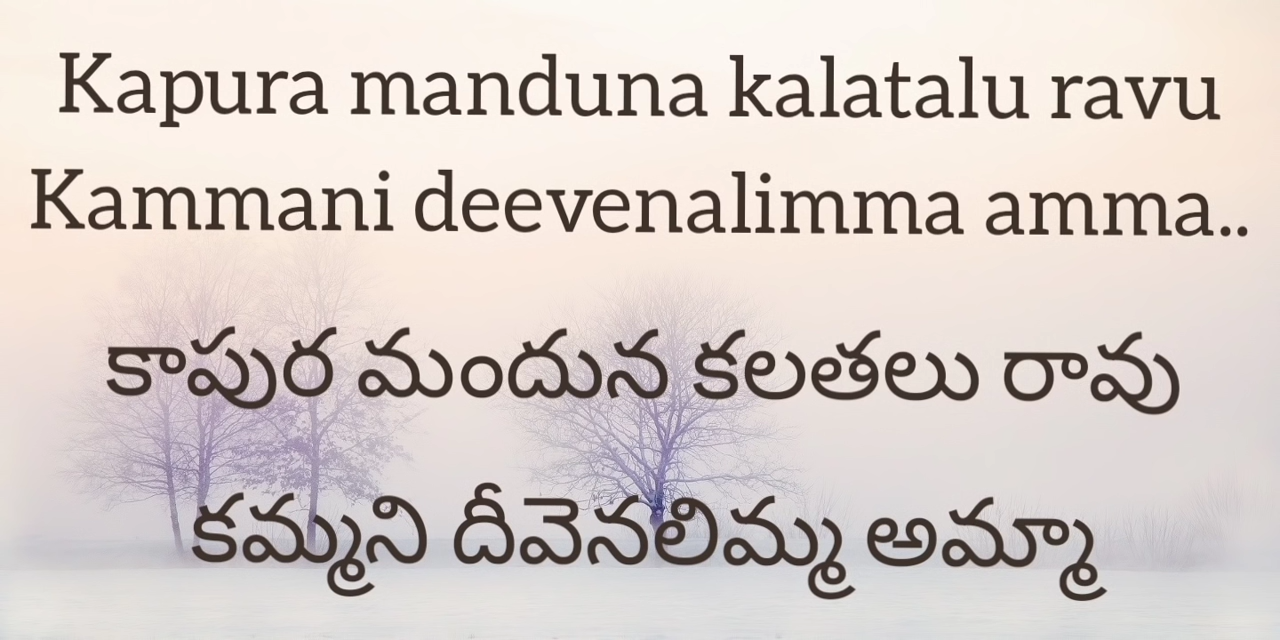 Kapura manduna kalatalu ravu
Kammani deevenalimma amma..
కాపుర మందున కలతలు రావు
కమ్మని దీవెనలిమ్మ అమ్మా